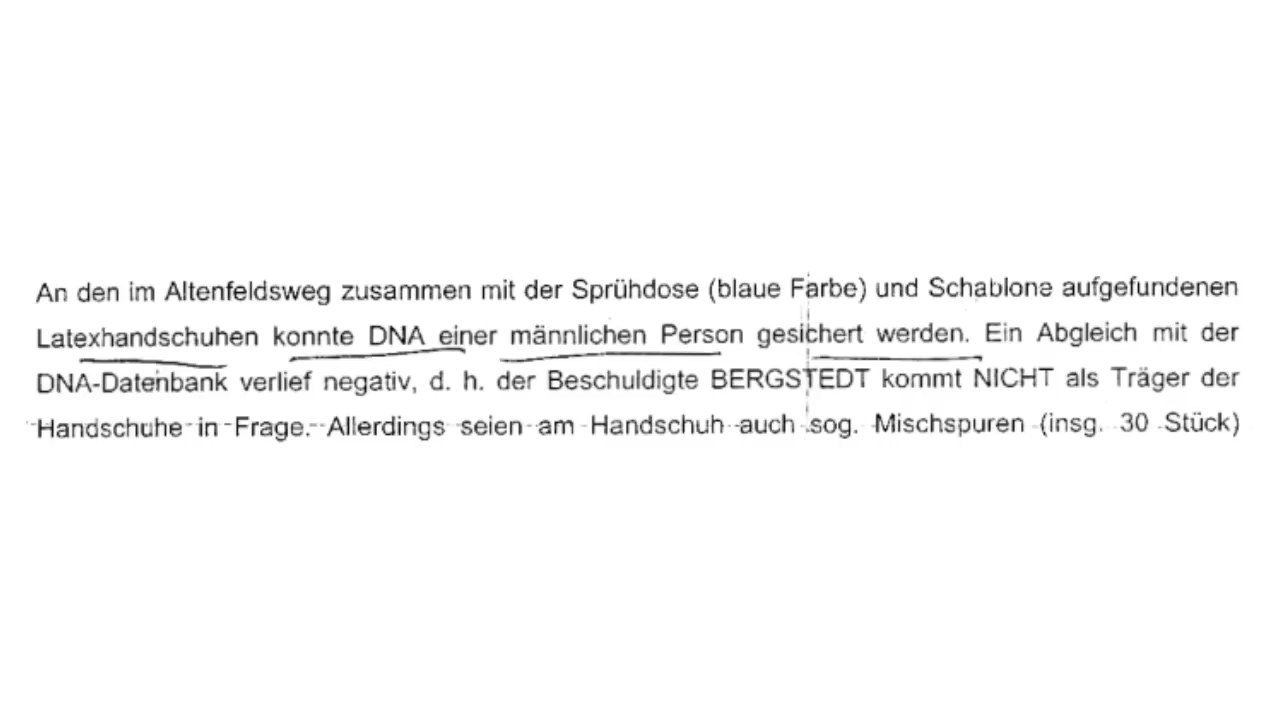 An den im Altenfeldsweg zusammen mit der Sprühdose (blaue Farbe) und Schablone aufgefundenen
Latexhandschuhen konnte DNA einer männlichen Person gesichert werden. Ein Abgleich mit der
DNA-Datenbank verlief negativ, d. h. der Beschuldigte BERGSTEDT kommt NICHT als Träger der
Handschuhe in Frage. Allerdings seien am Handschuh auch sog. Mischspuren (insg. 30 Stück)